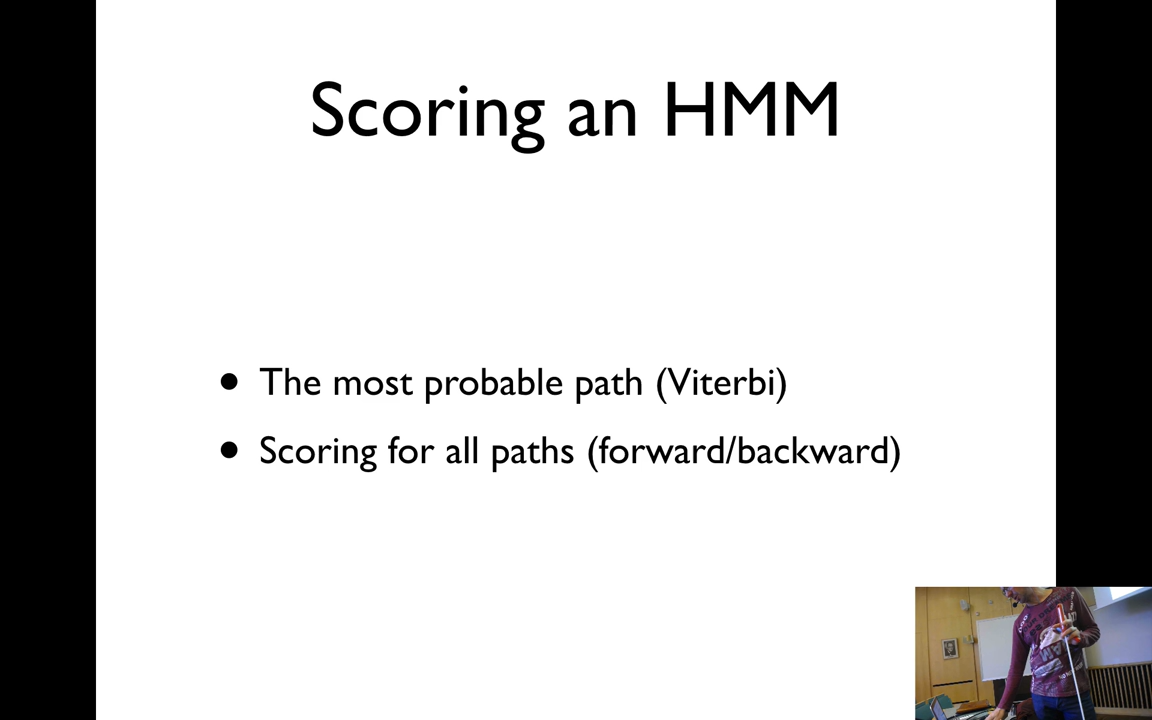 Scoring an HMM
• The most probable path (Viterbi)
• Scoring for all paths (forward/backward)